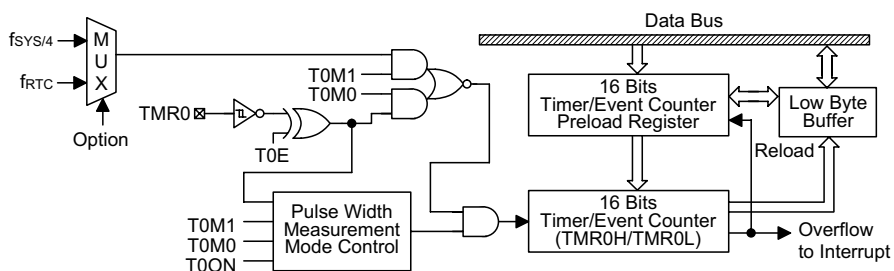 Data Bus
fSYS/4
fRTC
M
U
X
Option
T0M1
T0M0
TMR0
T0E
16 Bits
Timer/Event Counter
Preload Register
Low Byte
Buffer
Reload
T0M1
T0M0
T0ON
Pulse Width
Measurement
Mode Control
16 Bits
Timer/Event Counter
(TMR0H/TMR0L)
Overflow
to Interrupt